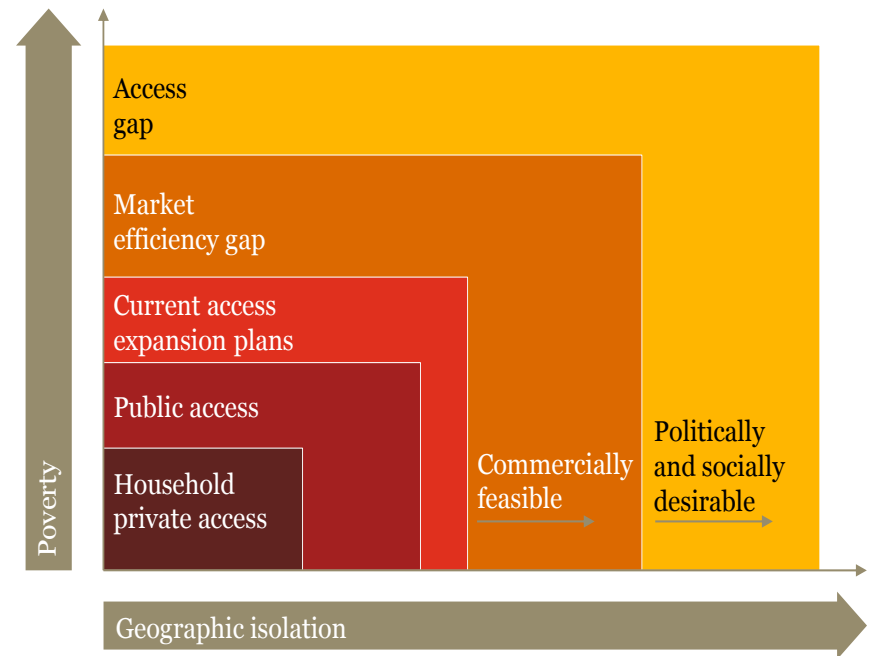 Access
gap
Market
efficiency gap
Current access
expansion plans
Public access
Household
private access
Commercially
feasible
Politically
and socially
desirable
Poverty
Geographic isolation